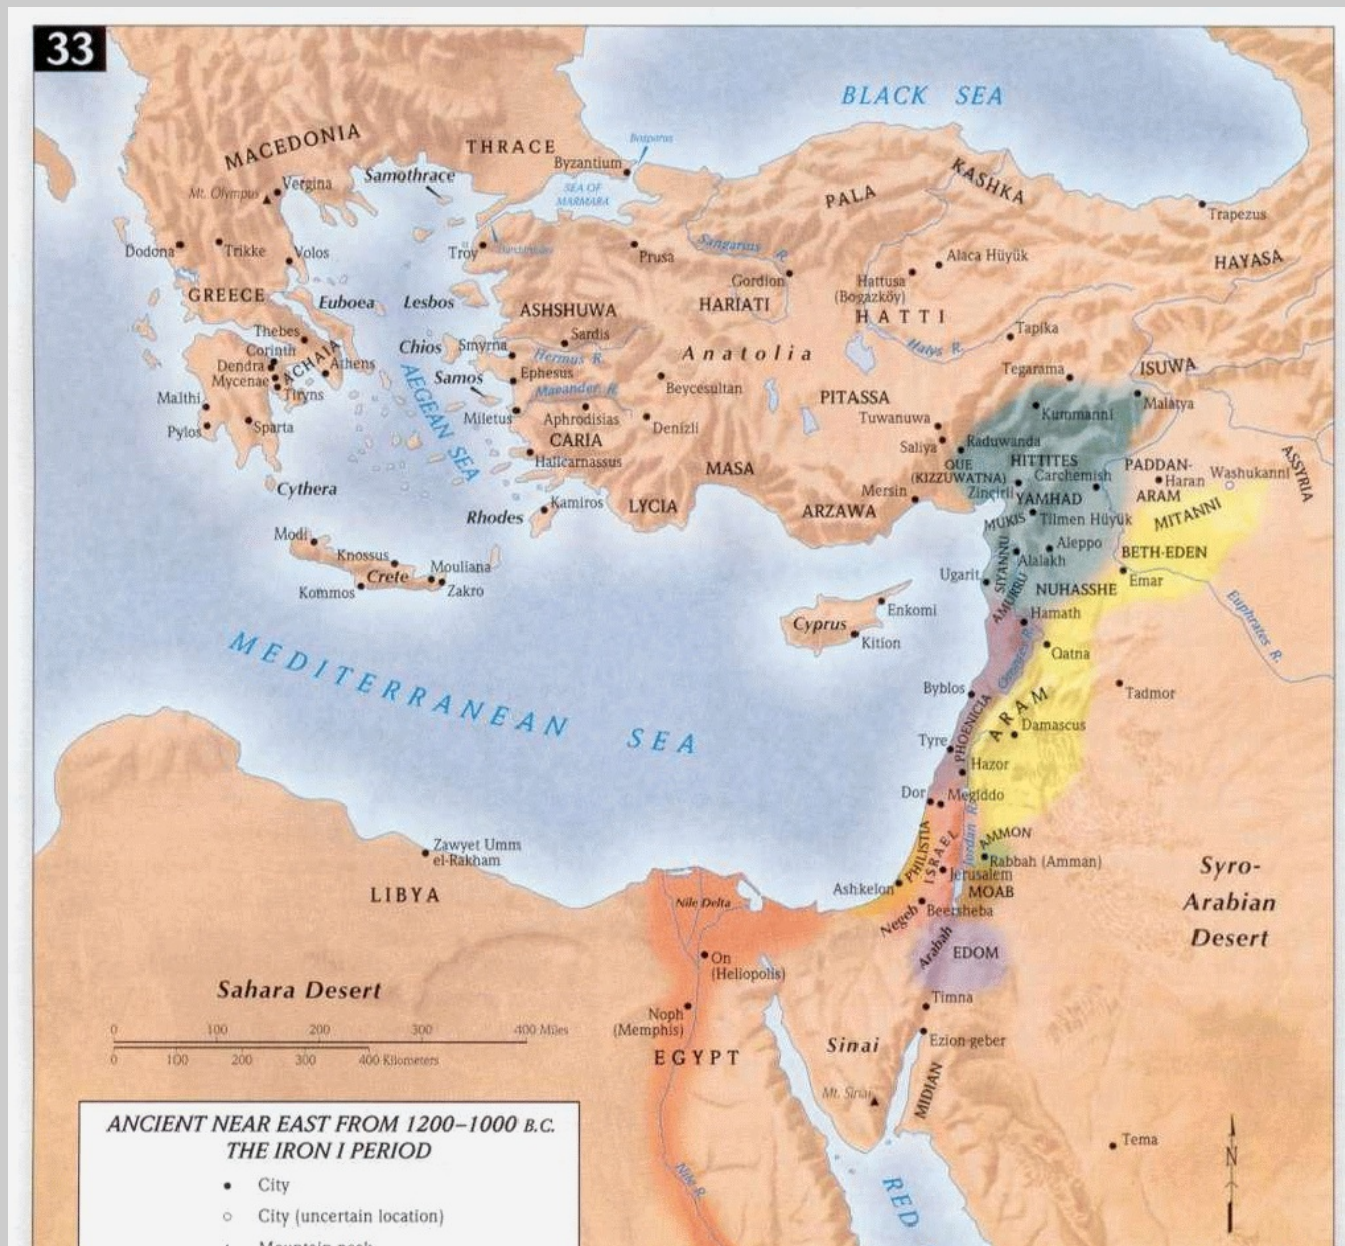 33
BLACK SEA
MACEDONIA
THRACE
Bosporus
Byzantium
Samothrace
SEA OF
MARMARA
Mt. Olympus
Vergina
PALA
KASHKA
Trapezus
Dodona
Trikke
Volos
Troy
Dardanelles
Prusa
Sangarius R.
Gordion
Hattusa
(Bogazköy)
Alaca Hüyük
HAYASA
GREECE
Euboea
Lesbos
ASHSHUWA
HARIATI
HATTI
Thebes
Corinth
Dendra
Mycenae
ACHAIA
Athens
Tiryns
Chios
Smyrna
Sardis
Hermus R.
Anatolia
Halys R.
Tapika
Samos
Ephesus
Maeander R.
Beycesultan
Tegarama
ISUWA
Malthi
Pylos
Sparta
AEGEAN SEA
Miletus
Aphrodisias
Denizli
CARIA
Halicarnassus
PITASSA
Tuwanuwa
Saliya
Kummanni
Malatya
Raduwanda
QUE
(KIZZUWATNA)
HITTITES
Carchemish
PADDAN-
ARAM
Haran
Washukanni
ASSYRIA
Cythera
Rhodes
Kamiros
LYCIA
MASA
ARZAWA
Mersin
Zincirli
YAMHAD
MITANNI
Modi
Knossus
Crete
Mouliana
Kommos
Zakro
MUKIS
Tilmen Hüyük
SIYANNU
Alalakh
Aleppo
BETH-EDEN
Ugarit
AMURRU
NUHASSHE
Emar
Euphrates R.
Cyprus
Enkomi
Kition
Hamath
Orontes R.
Qatna
Tadmor
MEDITERRANEAN SEA
Byblos
PHOENICIA
ARAM
Damascus
Tyre
Hazor
Dor
Megiddo
Jordan R.
PHILISTIA
ISRAEL
AMMON
Rabbah (Amman)
Zawyet Umm
el-Rakham
LIBYA
Nile Delta
Ashkelon
Jerusalem
MOAB
Negeb
Beersheba
Arabah
EDOM
Syro-
Arabian
Desert
On
(Heliopolis)
Sahara Desert
Noph
(Memphis)
EGYPT
Timna
Ezion-geber
Sinai
Mt. Sinai
MIDIAN
Tema
Nile R.
RED
N
0 100 200 300 400 Miles
0 100 200 300 400 Kilometers
ANCIENT NEAR EAST FROM 1200–1000 B.C.
THE IRON I PERIOD
City
City (uncertain location)